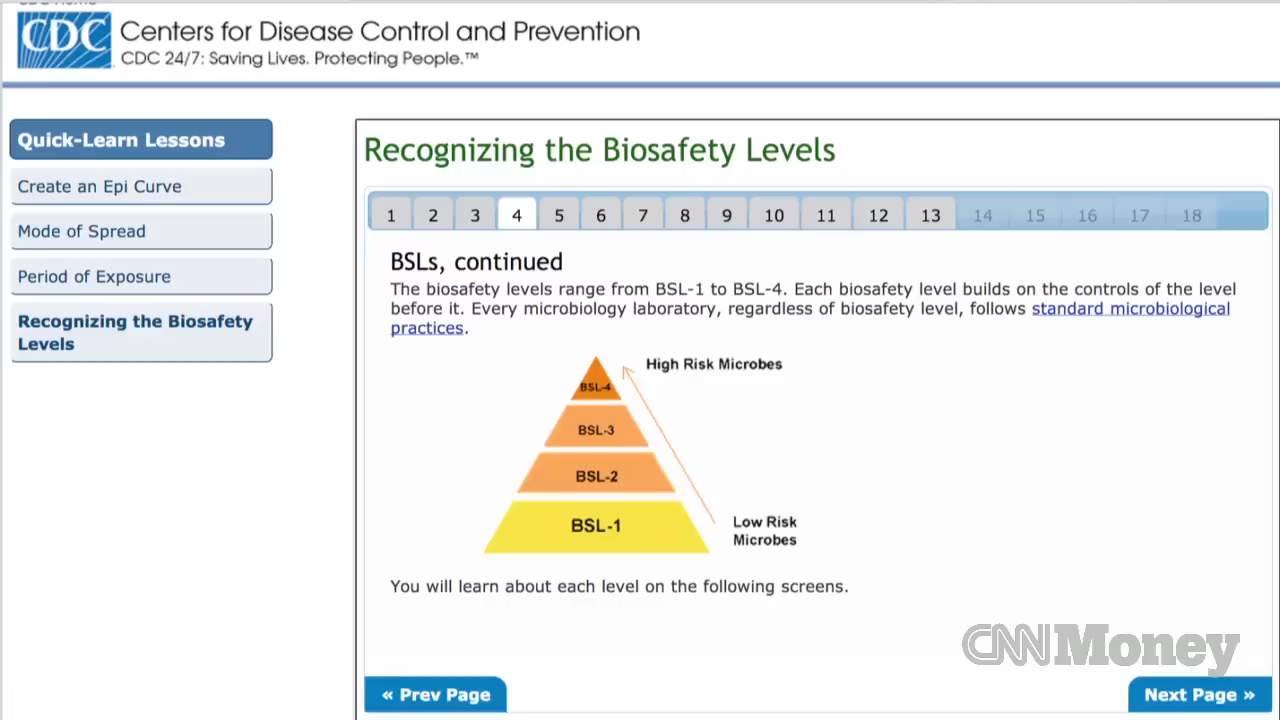 CDC
Centers for Disease Control and Prevention
CDC 24/7: Saving Lives. Protecting People.™
Quick-Learn Lessons
Create an Epi Curve
Mode of Spread
Period of Exposure
Recognizing the Biosafety
Levels
Recognizing the Biosafety Levels
1 2 3 4 5 6 7 8 9 10 11 12 13 14 15 16 17 18
BSLs, continued
The biosafety levels range from BSL-1 to BSL-4. Each biosafety level builds on the controls of the level
before it. Every microbiology laboratory, regardless of biosafety level, follows standard microbiological
practices.
High Risk Microbes
BSL-4
BSL-3
BSL-2
BSL-1
Low Risk
Microbes
You will learn about each level on the following screens.
CNNMoney
« Prev Page
Next Page »